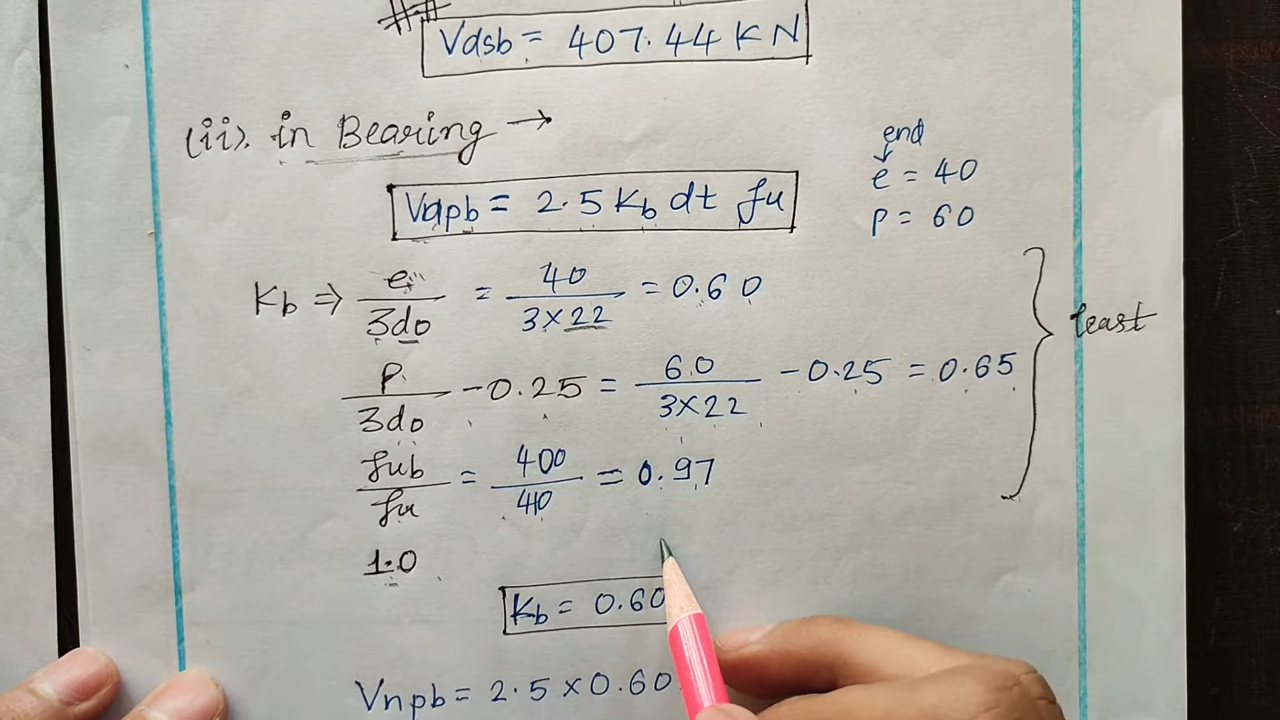 Vdsb = 407.44 KN
(ii). in Bearing →
end
e = 40
p = 60
Vdpb = 2.5 Kb dt fu
Kb ⇒ e/3do = 40/3×22 = 0.60
p/3do - 0.25 = 60/3×22 - 0.25 = 0.65
least
fub/fu = 400/40 = 0.97
1.0
Kb = 0.60
Vnpb = 2.5 × 0.60